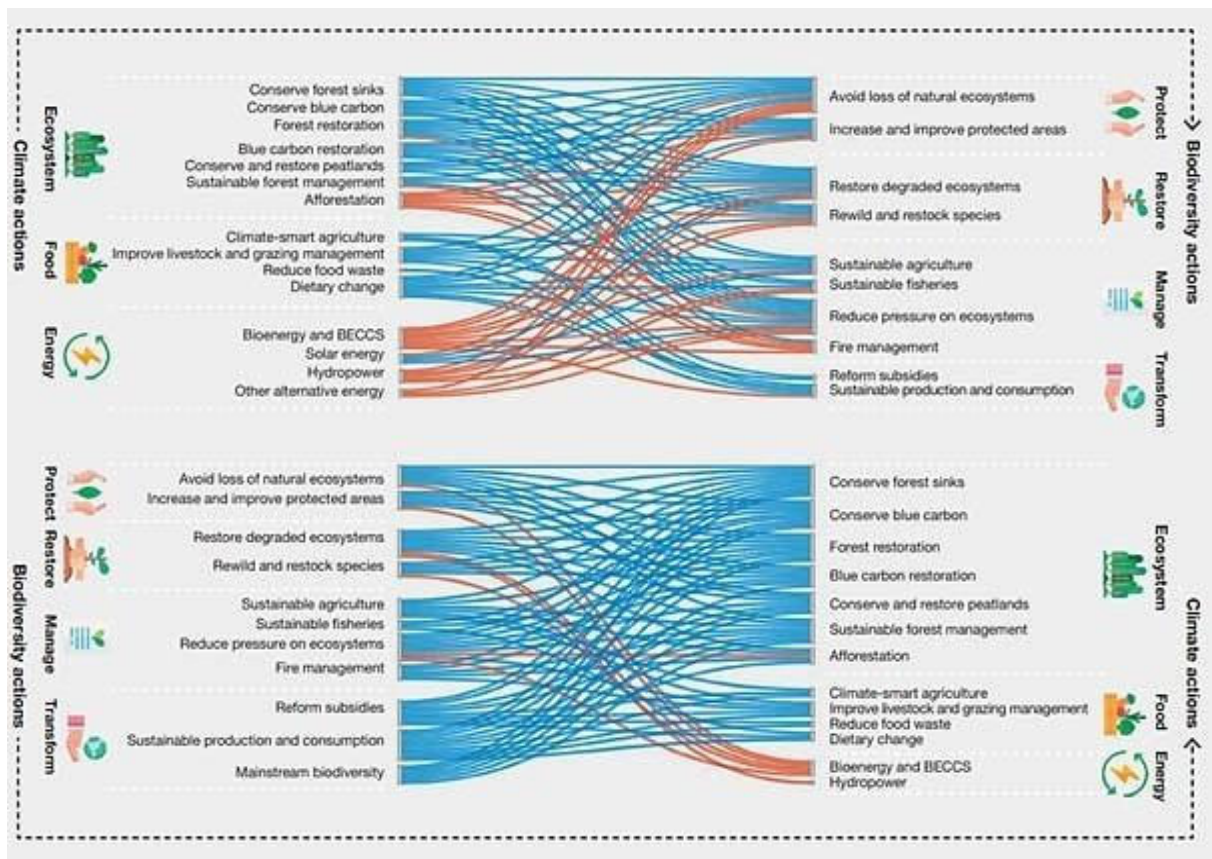 Climate actions
Ecosystem
Conserve forest sinks
Conserve blue carbon
Forest restoration
Blue carbon restoration
Conserve and restore peatlands
Sustainable forest management
Afforestation
Food
Climate-smart agriculture
Improve livestock and grazing management
Reduce food waste
Dietary change
Energy
Bioenergy and BECCS
Solar energy
Hydropower
Other alternative energy
Biodiversity actions
Protect
Avoid loss of natural ecosystems
Increase and improve protected areas
Restore
Restore degraded ecosystems
Rewild and restock species
Manage
Sustainable agriculture
Sustainable fisheries
Reduce pressure on ecosystems
Fire management
Transform
Reform subsidies
Sustainable production and consumption
Biodiversity actions
Protect
Avoid loss of natural ecosystems
Increase and improve protected areas
Restore
Restore degraded ecosystems
Rewild and restock species
Manage
Sustainable agriculture
Sustainable fisheries
Reduce pressure on ecosystems
Fire management
Transform
Reform subsidies
Sustainable production and consumption
Mainstream biodiversity
Climate actions
Ecosystem
Conserve forest sinks
Conserve blue carbon
Forest restoration
Blue carbon restoration
Conserve and restore peatlands
Sustainable forest management
Afforestation
Food
Climate-smart agriculture
Improve livestock and grazing management
Reduce food waste
Dietary change
Energy
Bioenergy and BECCS
Hydropower